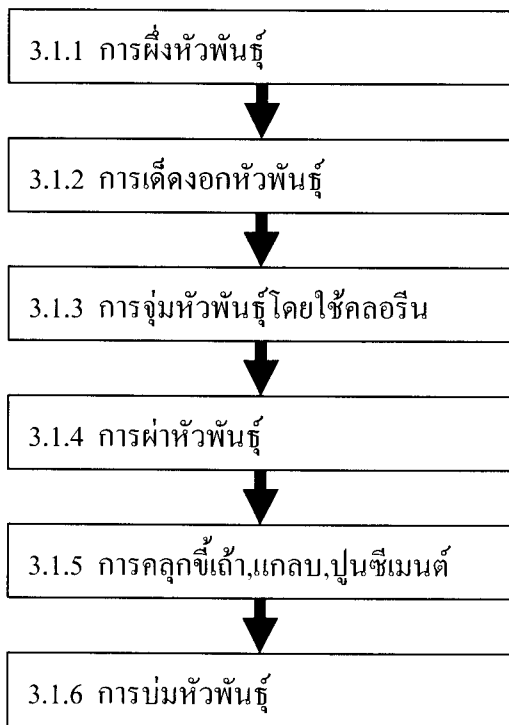 3.1.1 การผึ่งหัวพันธุ์
3.1.2 การเด็ดงอกหัวพันธุ์
3.1.3 การจุ่มหัวพันธุ์โดยใช้คลอรีน
3.1.4 การผ่าหัวพันธุ์
3.1.5 การคลุกขี้เถ้า,แกลบ,ปูนซีเมนต์
3.1.6 การบ่มหัวพันธุ์